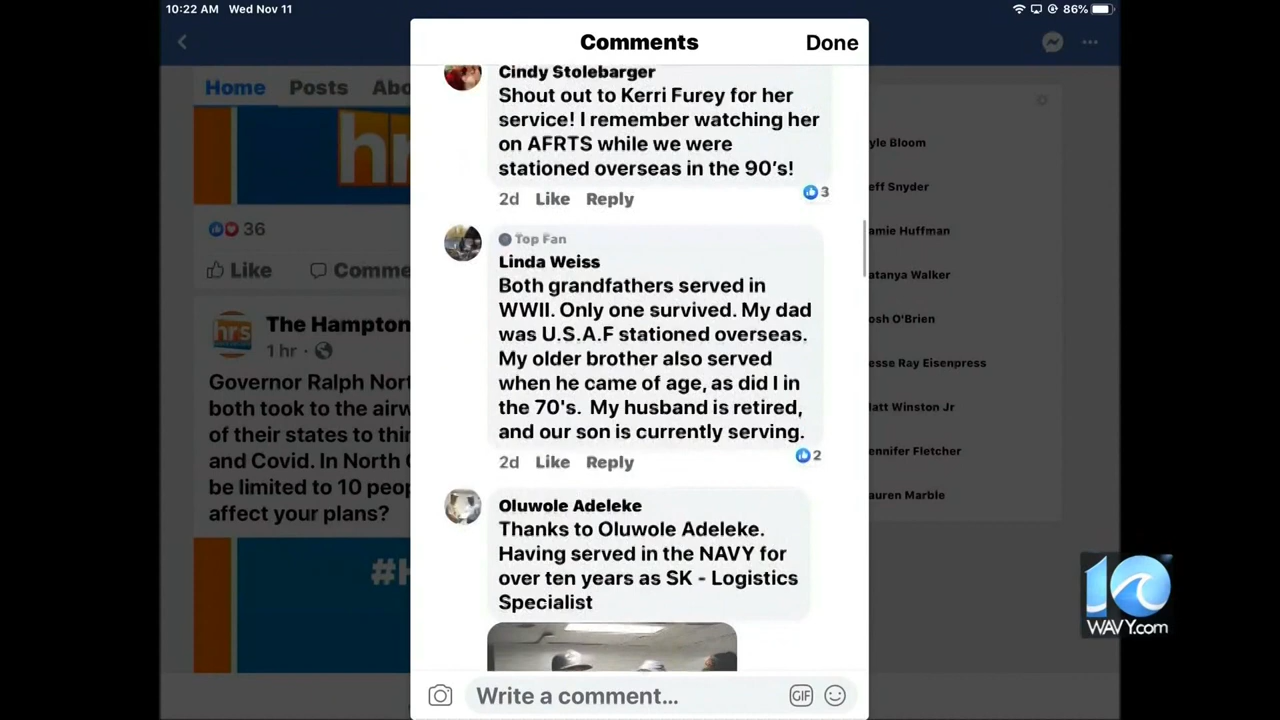 10:22 AM Wed Nov 11
86%
Comments
Done
Home Posts Abo
hr
36
Like Comme
hrs
The Hampton
1 hr ·
Governor Ralph Nort
both took to the airw
of their states to thin
and Covid. In North C
be limited to 10 peop
affect your plans?
#H
Cindy Stolebarger
Shout out to Kerri Furey for her
service! I remember watching her
on AFRTS while we were
stationed overseas in the 90's!
2d Like Reply
3
Top Fan
Linda Weiss
Both grandfathers served in
WWII. Only one survived. My dad
was U.S.A.F stationed overseas.
My older brother also served
when he came of age, as did I in
the 70's. My husband is retired,
and our son is currently serving.
2d Like Reply
2
Oluwole Adeleke
Thanks to Oluwole Adeleke.
Having served in the NAVY for
over ten years as SK - Logistics
Specialist
Write a comment...
GIF
yle Bloom
eff Snyder
amie Huffman
atanya Walker
osh O'Brien
esse Ray Eisenpress
latt Winston Jr
ennifer Fletcher
auren Marble
10
WAVY.com